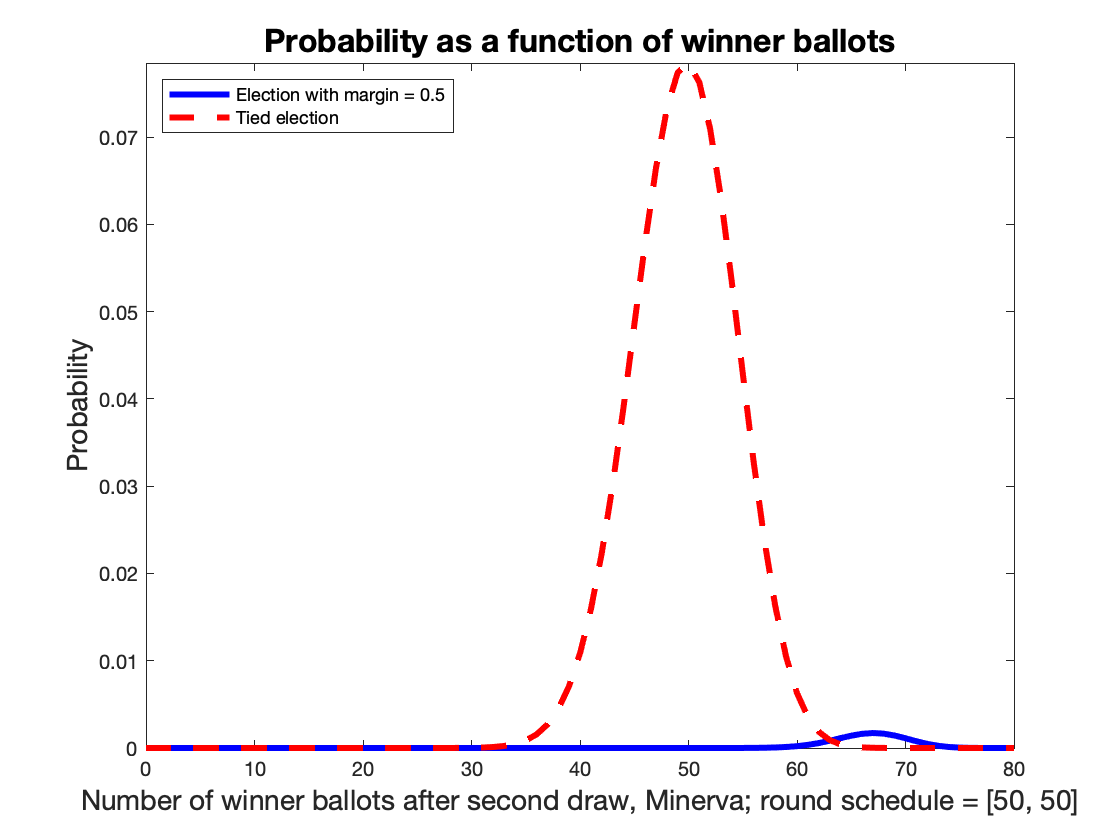 Probability as a function of winner ballots
Election with margin = 0.5
Tied election
Probability
0.07
0.06
0.05
0.04
0.03
0.02
0.01
0
0 10 20 30 40 50 60 70 80
Number of winner ballots after second draw, Minerva; round schedule = [50, 50]